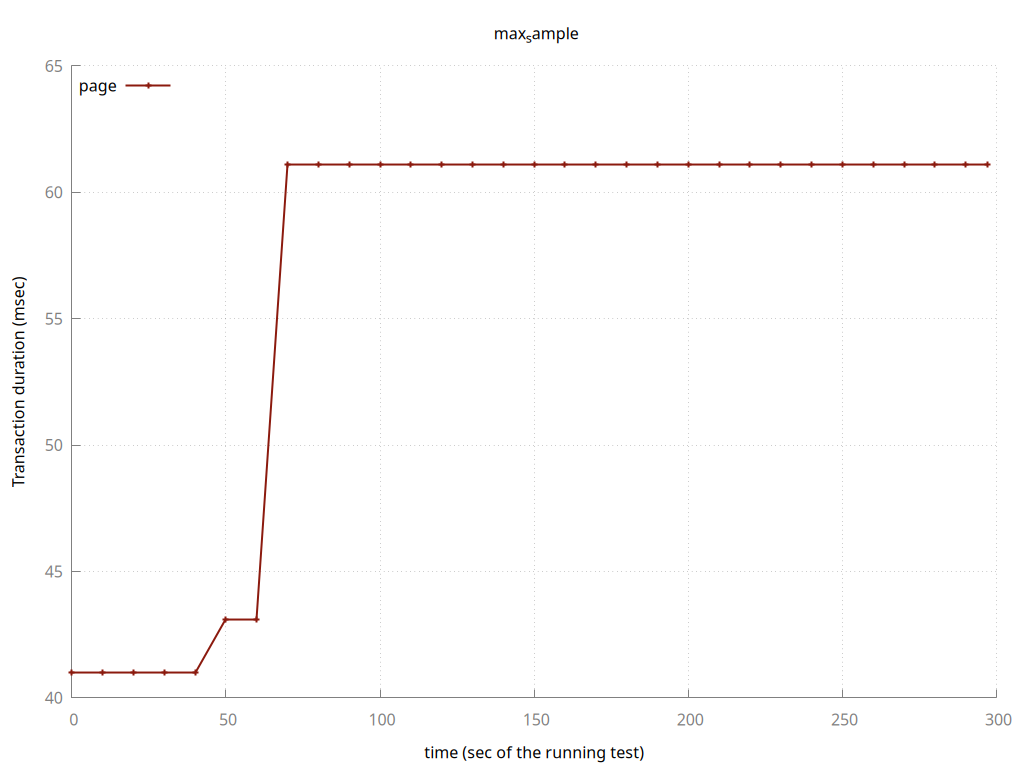 max_sample
page
65
60
55
50
45
40
Transaction duration (msec)
0 50 100 150 200 250 300
time (sec of the running test)